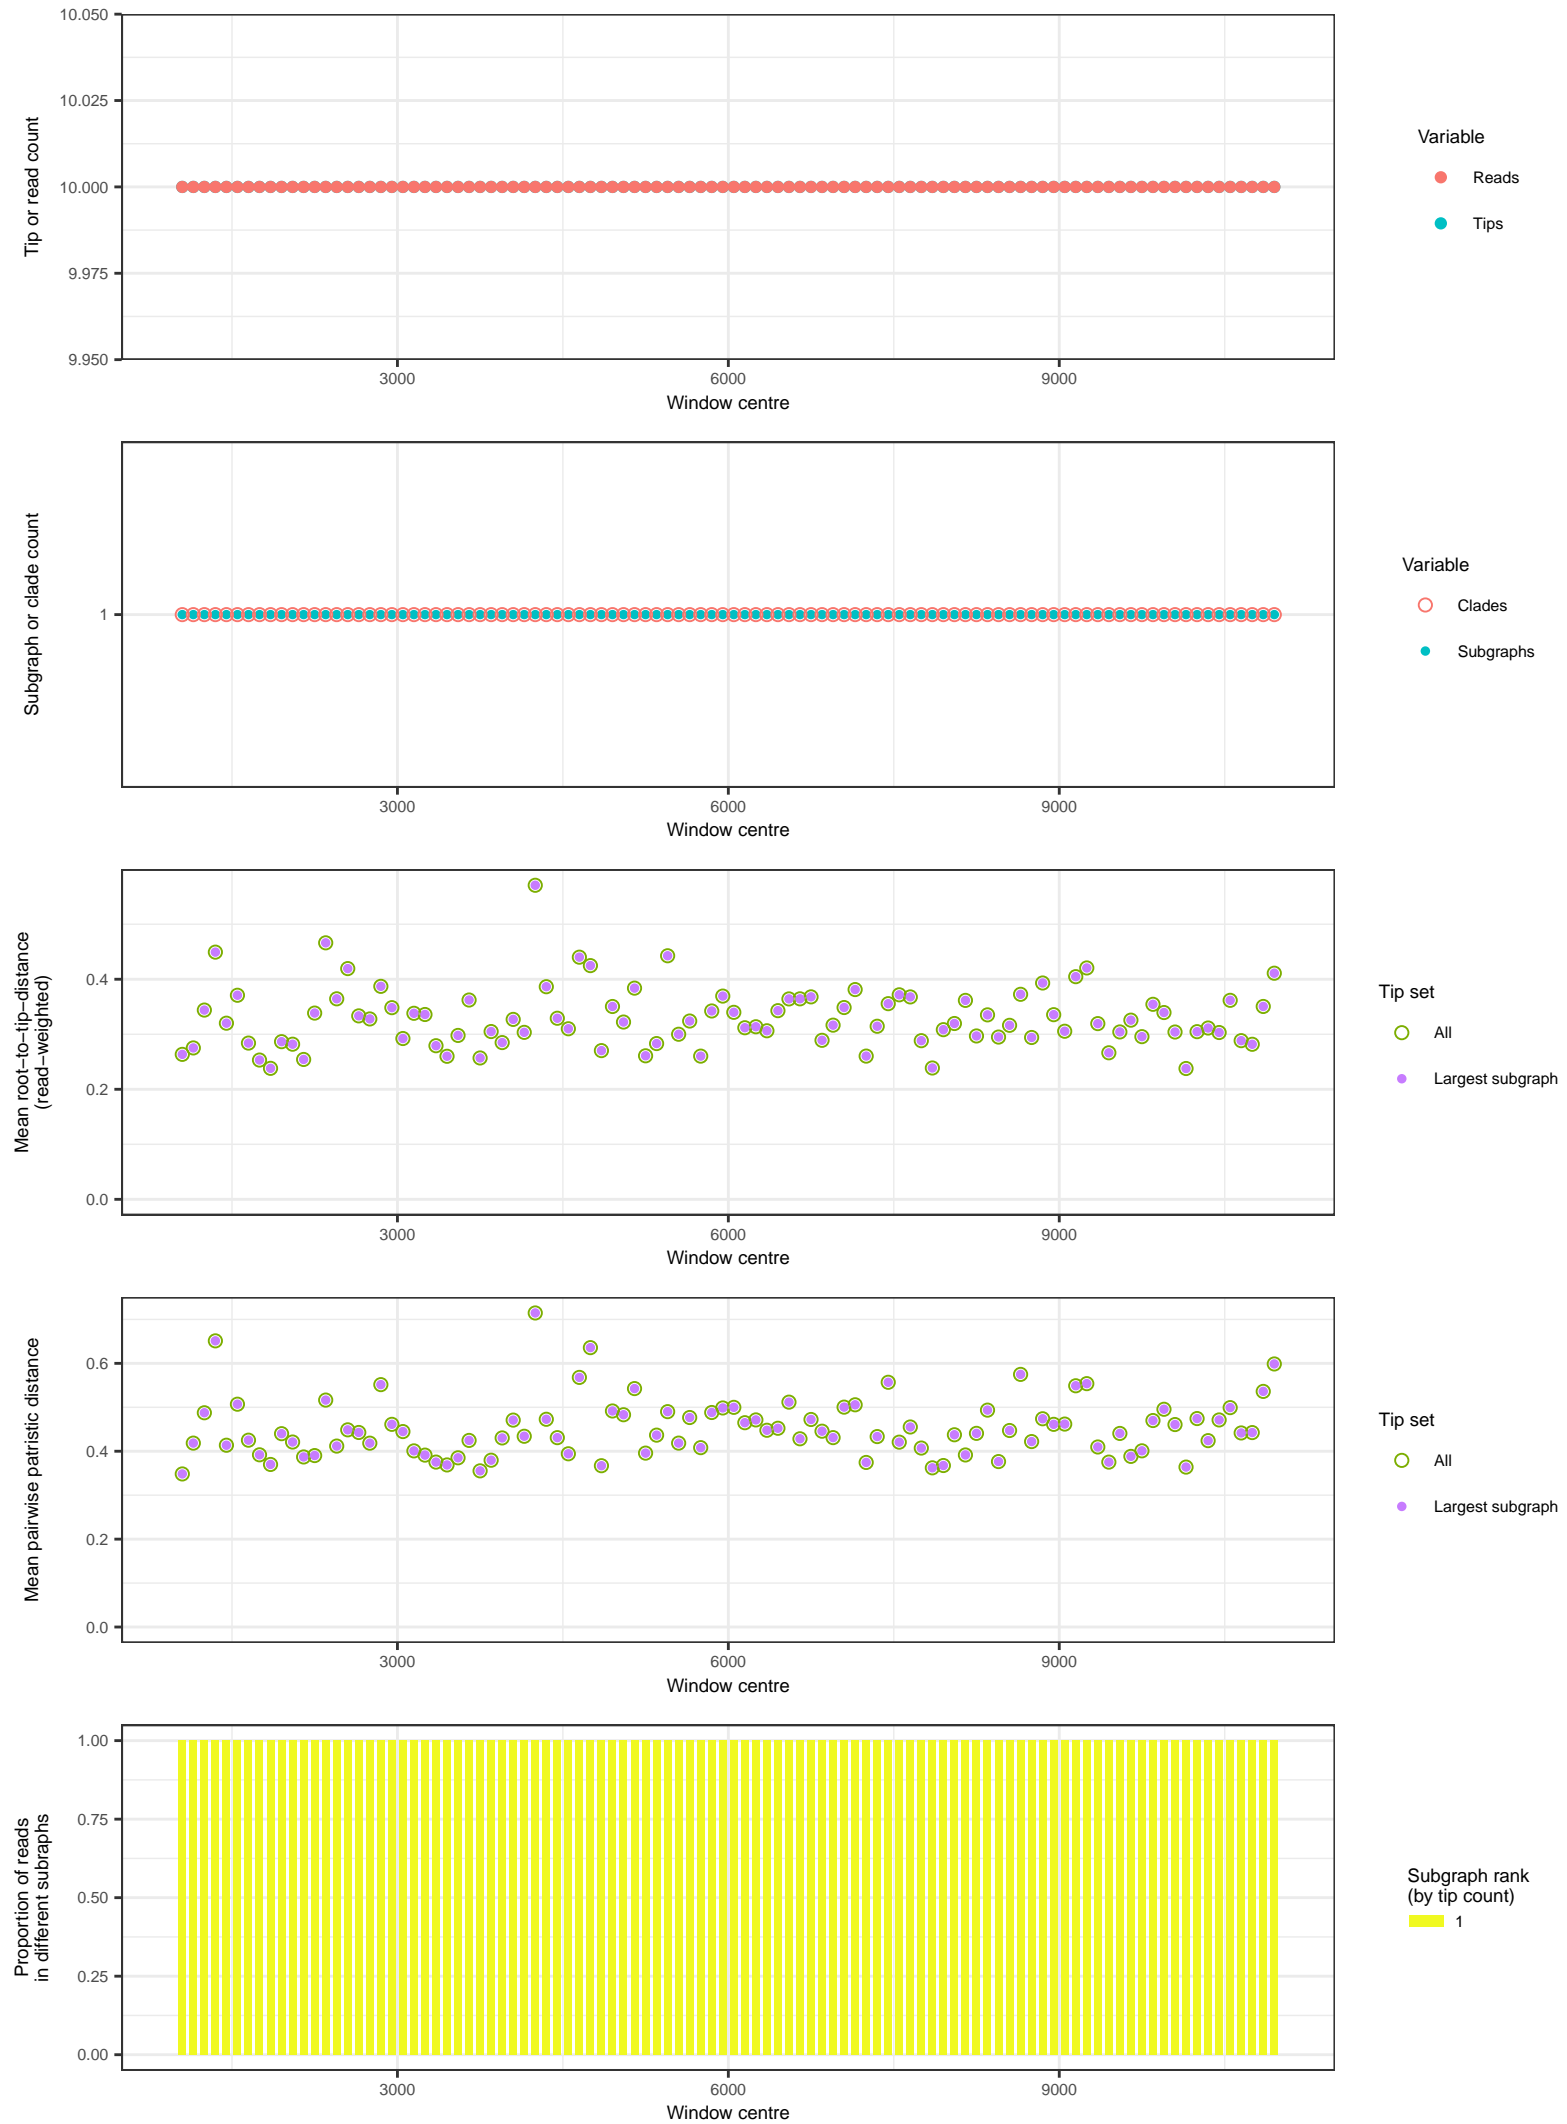 10.050
10.025
10.000
9.975
9.950
Tip or read count
3000
6000
9000
Window centre
Variable
Reads
Tips
1
Subgraph or clade count
3000
6000
9000
Window centre
Variable
Clades
Subgraphs
0.4
0.2
0.0
Mean root−to−tip−distance
(read−weighted)
3000
6000
9000
Window centre
Tip set
All
Largest subgraph
0.6
0.4
0.2
0.0
Mean pairwise patristic distance
3000
6000
9000
Window centre
Tip set
All
Largest subgraph
1.00
0.75
0.50
0.25
0.00
Proportion of reads
in different subraphs
3000
6000
9000
Window centre
Subgraph rank
(by tip count)
1